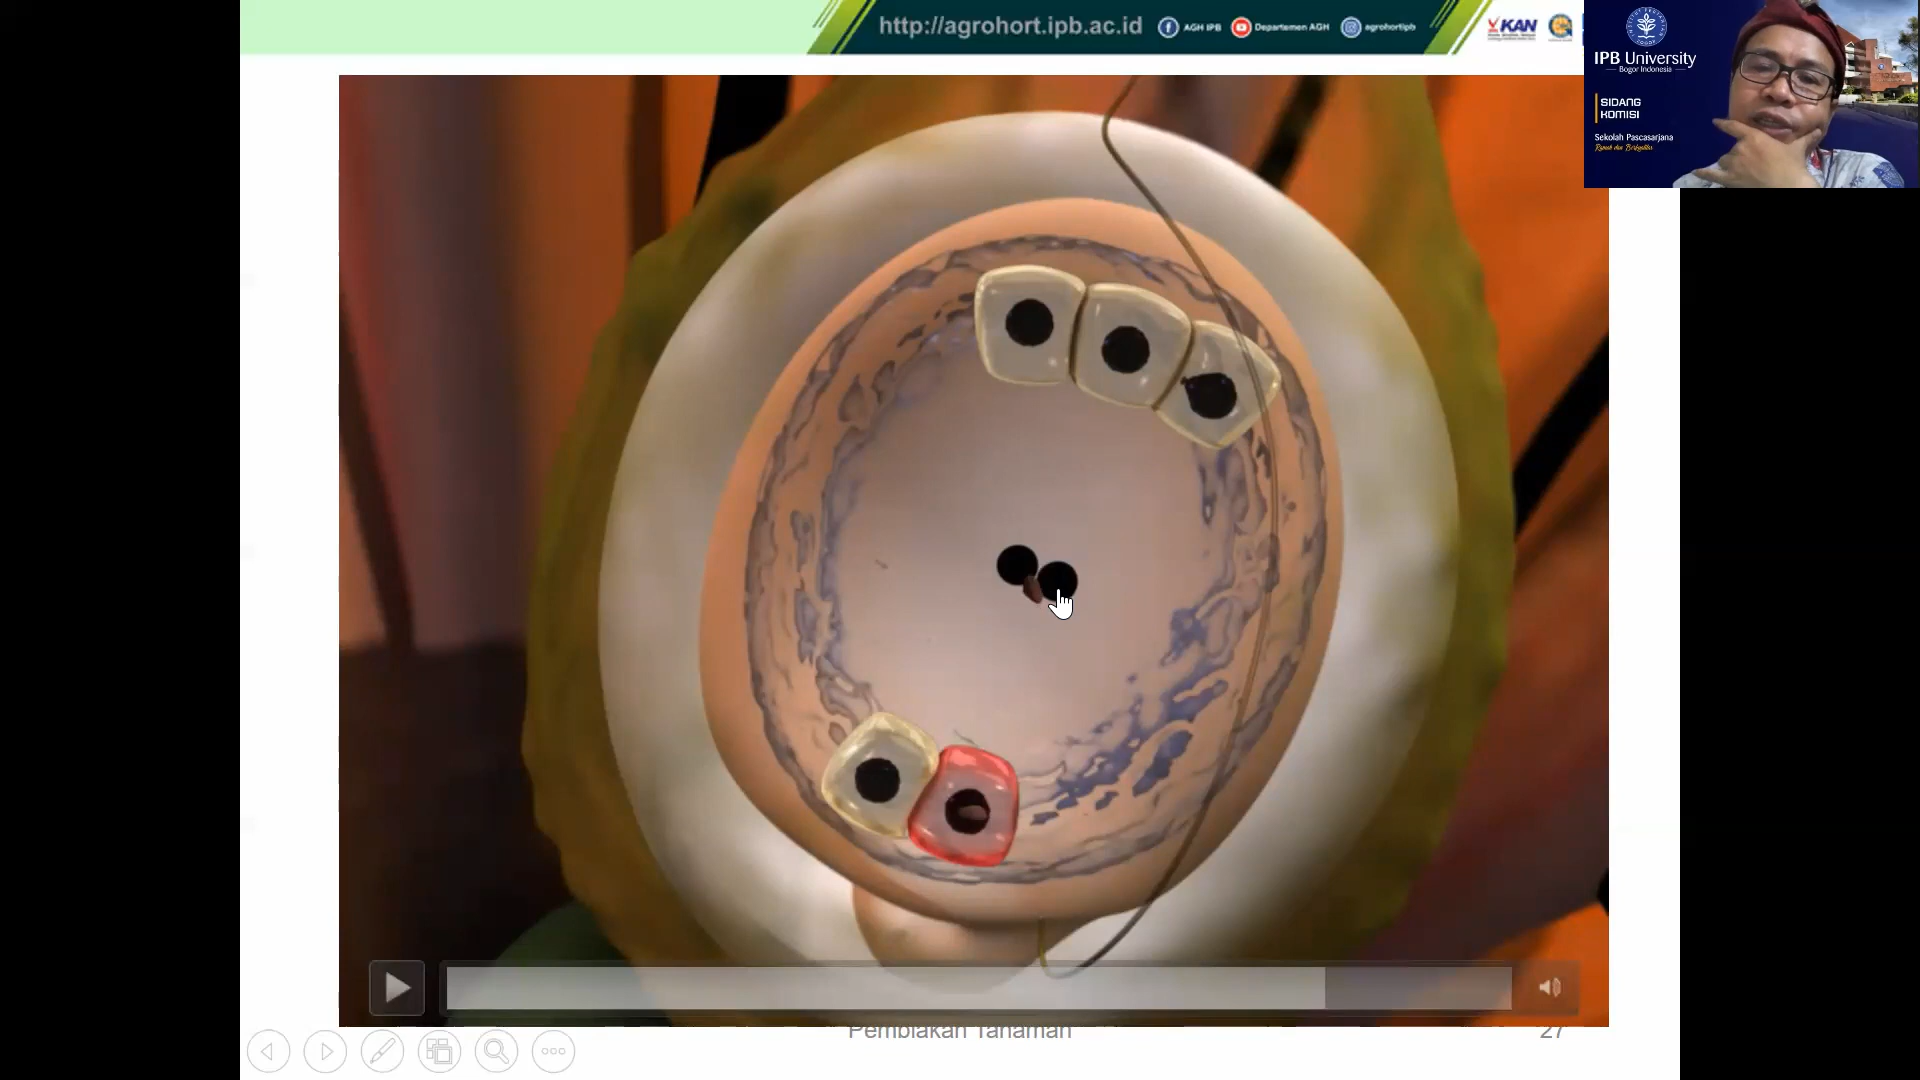 http://agrohort.ipb.ac.id
AGH IPB
Departemen AGH
agrohortipb
KAN
IPB University
Bogor Indonesia
SIDANG
KOMISI
Sekolah Pascasarjana
Pembiakan Tanaman
27